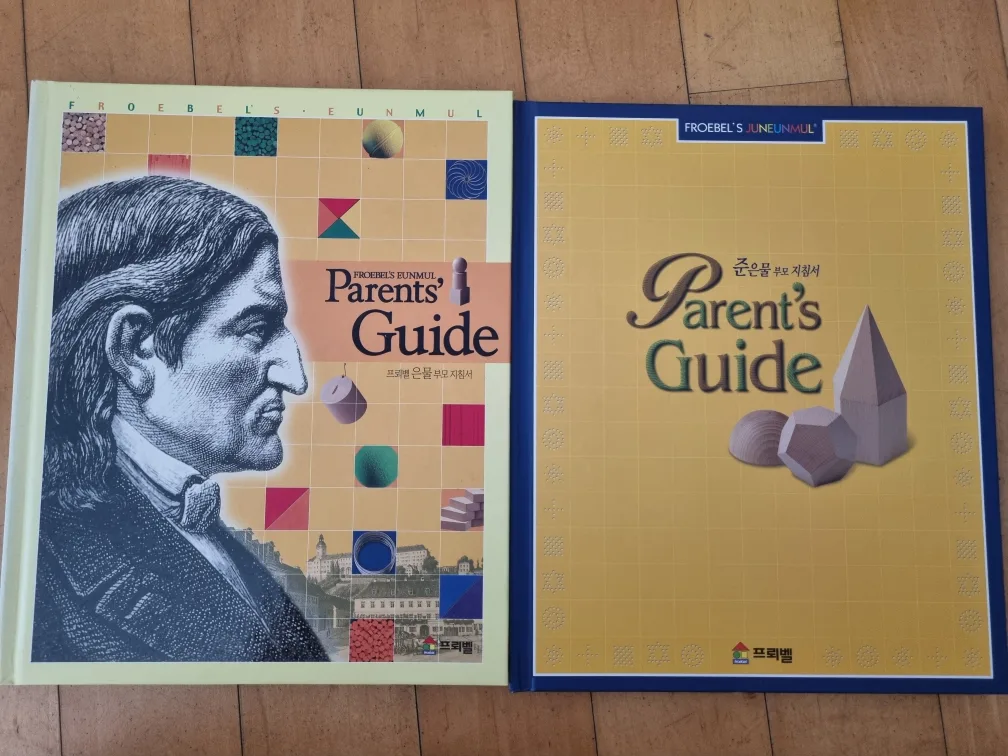 FROEBEL'S · EUNMUL
FROEBEL'S EUNMUL
Parents'
Guide
프뢰벨 은물 부모 지침서
프뢰벨
FROEBEL'S JUNEUNMUL®
준은물 부모 지침서
Parent's
Guide
프뢰벨